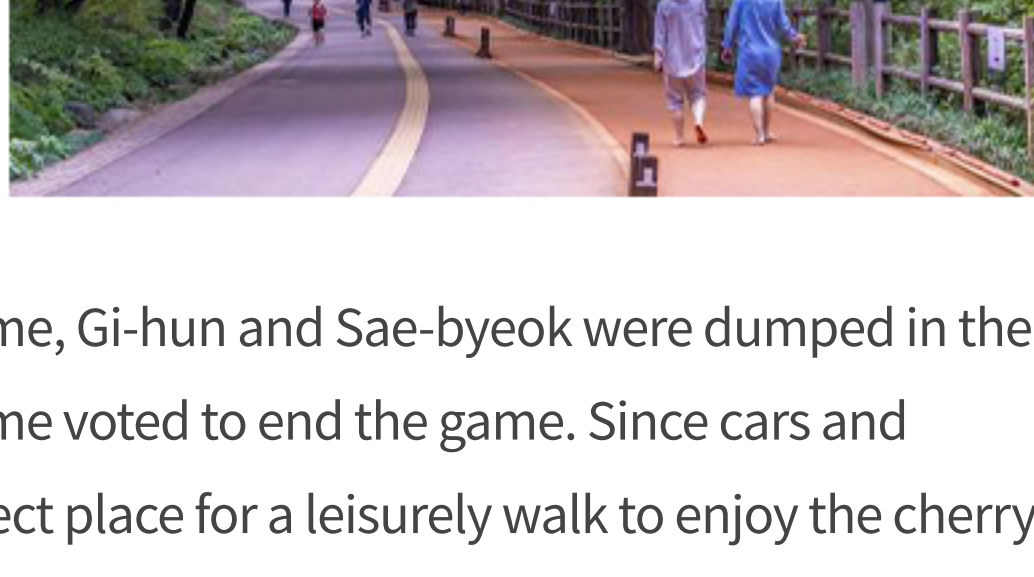 me, Gi-hun and Sae-byeok were dumped in the
me voted to end the game. Since cars and
ect place for a leisurely walk to enjoy the cherry